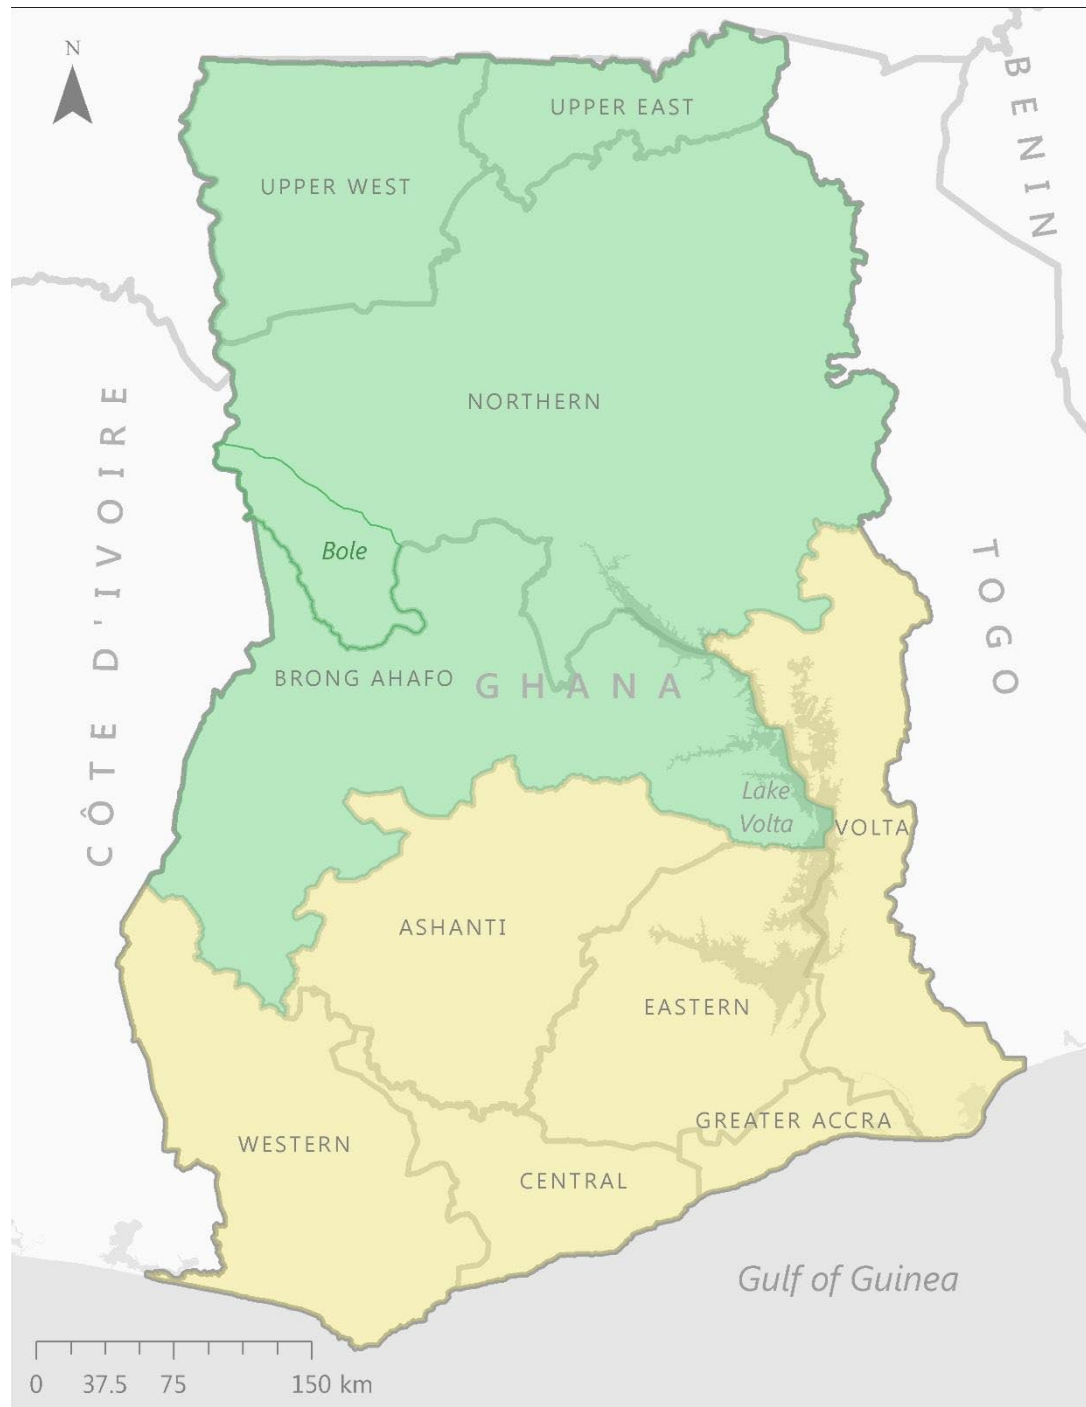 N
BENIN
UPPER EAST
UPPER WEST
NORTHERN
CÔTE D'IVOIRE
Bole
TOGO
BRONG AHAFO
GHANA
Lake
Volta
VOLTA
ASHANTI
EASTERN
GREATER ACCRA
WESTERN
CENTRAL
Gulf of Guinea
0 37.5 75 150 km